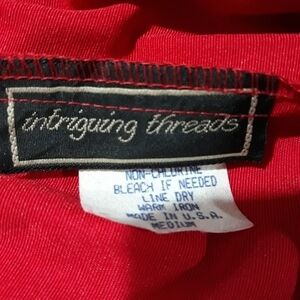 intriguing threads
NON-CHLORINE
BLEACH IF NEEDED
LINE DRY
WARM IRON
MADE IN U.S.A.
MEDIUM